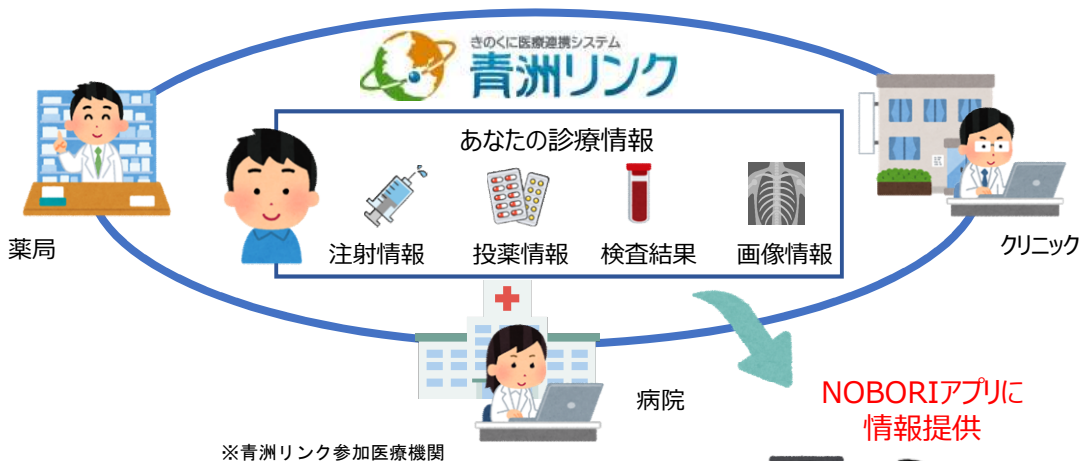 きのくに医療連携システム
青洲リンク
あなたの診療情報
注射情報
投薬情報
検査結果
画像情報
薬局
クリニック
病院
NOBORIアプリに
情報提供
※青洲リンク参加医療機関